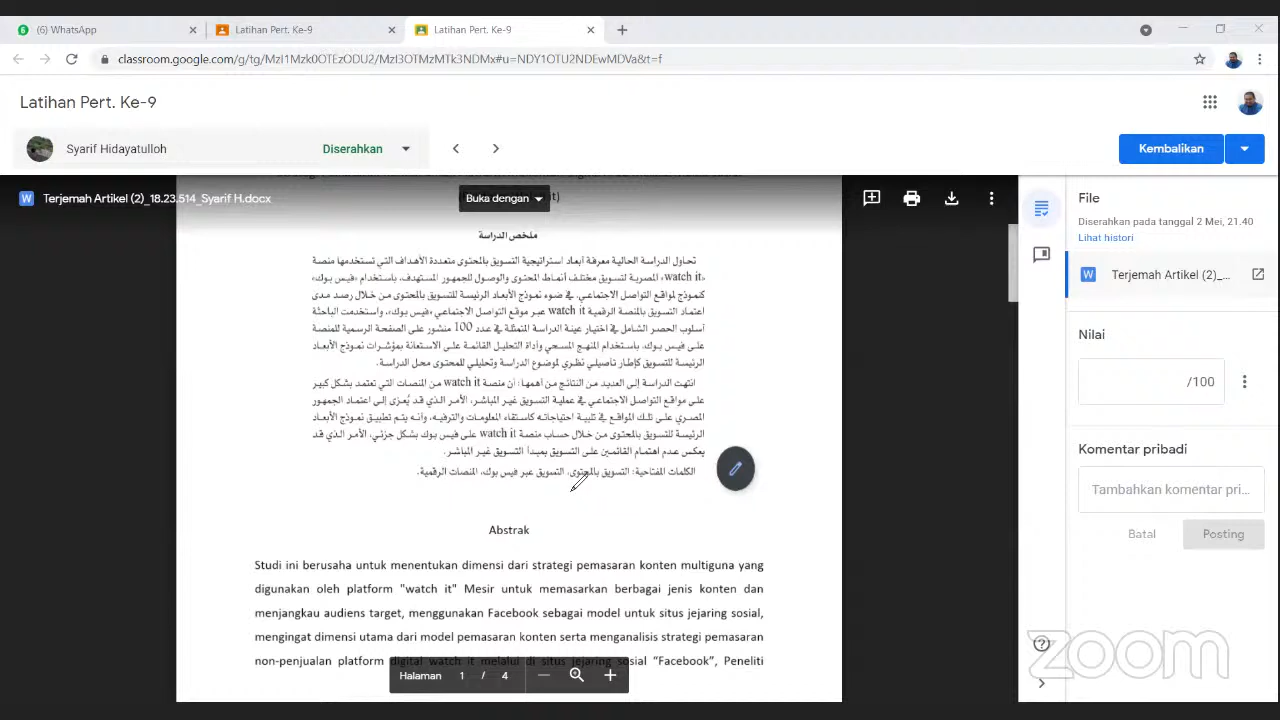 (6) WhatsApp
Latihan Pert. Ke-9
Latihan Pert. Ke-9
classroom.google.com/g/tg/MzI1Mzk0OTEzODU2/MzI3OTMzMTk3NDMx#u=NDY1OTU2NDEwMDVa&t=f
Latihan Pert. Ke-9
Syarif Hidayatulloh
Diserahkan
Kembalikan
Terjemah Artikel (2)_18.23.514_Syarif H.docx
Buka dengan
ملخص الدراسة
تحاول الدراسة الحالية معرفة أبعاد استراتيجية التسويق بالمحتوى متعددة الأهداف التي تستخدمها منصة
«watch it» المصرية لتسويق مختلف أنماط المحتوى والوصول للجمهور المستهدف، باستخدام «فيس بوك»
كنموذج لمواقع التواصل الاجتماعي، في ضوء نموذج الأبعاد الرئيسة للتسويق بالمحتوى من خلال رصد مدى
اعتماد التسويق بالمنصة الرقمية watch it عبر موقع التواصل الاجتماعي «فيس بوك»، واستخدمت الباحثة
أسلوب الحصر الشامل في اختيار عينة الدراسة المتمثلة في عدد 100 منشور على الصفحة الرسمية للمنصة
على فيس بوك، باستخدام المنهج المسحي وأداة التحليل القائمة على الاستعانة بمؤشرات نموذج الأبعاد
الرئيسة للتسويق كإطار تأصيلي نظري لموضوع الدراسة وتحليلي للمحتوى محل الدراسة.
انتهت الدراسة إلى العديد من النتائج من أهمها: أن منصة watch it من المنصات التي تعتمد بشكل كبير
على مواقع التواصل الاجتماعي في عملية التسويق غير المباشر، الأمر الذي قد يُعزى إلى اعتماد الجمهور
المصري على تلك المواقع في تلبية احتياجاته كاستقاء المعلومات والترفيه، وأنه يتم تطبيق نموذج الأبعاد
الرئيسة للتسويق بالمحتوى من خلال حساب منصة watch it على فيس بوك بشكل جزئي، الأمر الذي قد
يعكس عدم اهتمام القائمين على التسويق بمبدأ التسويق غير المباشر.
الكلمات المفتاحية: التسويق بالمحتوى، التسويق عبر فيس بوك، المنصات الرقمية.
Abstrak
Studi ini berusaha untuk menentukan dimensi dari strategi pemasaran konten multiguna yang
digunakan oleh platform "watch it" Mesir untuk memasarkan berbagai jenis konten dan
menjangkau audiens target, menggunakan Facebook sebagai model untuk situs jejaring sosial,
mengingat dimensi utama dari model pemasaran konten serta menganalisis strategi pemasaran
non-penjualan platform digital watch it melalui di situs jejaring sosial “Facebook”, Peneliti
Halaman 1 / 4
File
Diserahkan pada tanggal 2 Mei, 21.40
Lihat histori
Terjemah Artikel (2)_...
Nilai
/100
Komentar pribadi
Tambahkan komentar pri...
Batal
Posting
zoom